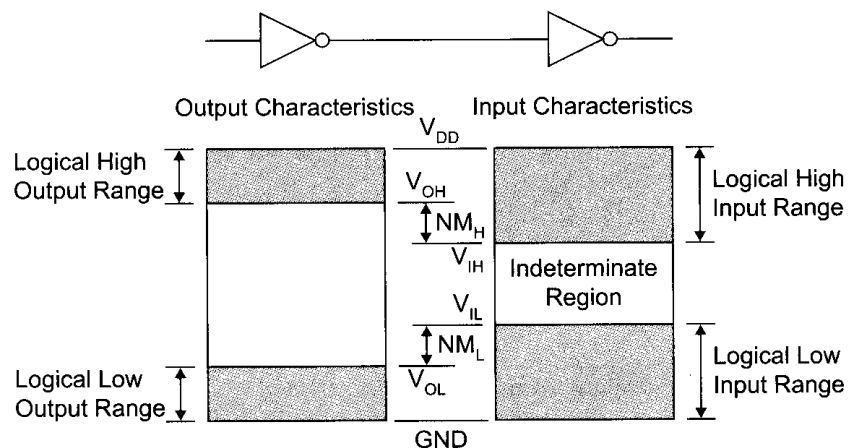 Output Characteristics
Input Characteristics
V_DD
Logical High
Output Range
V_OH
NM_H
V_IH
Logical High
Input Range
Indeterminate
Region
V_IL
NM_L
V_OL
Logical Low
Output Range
Logical Low
Input Range
GND